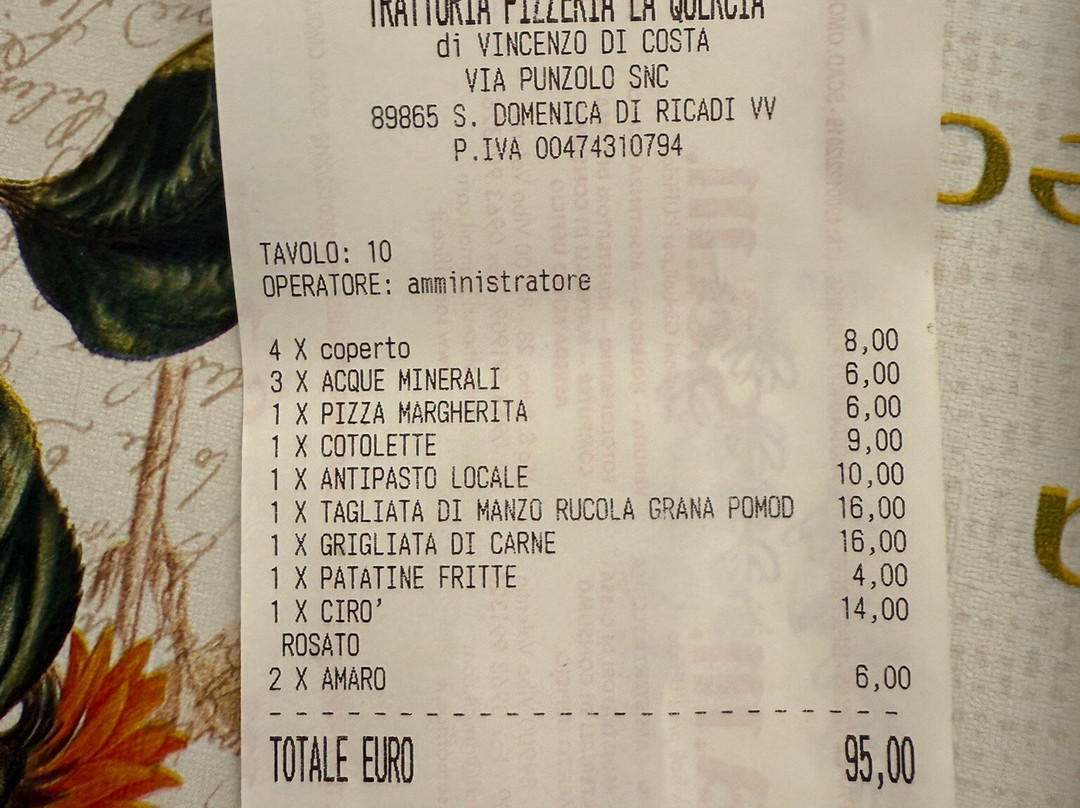 TRATTORIA PIZZERIA LA QUERCIA
di VINCENZO DI COSTA
VIA PUNZOLO SNC
89865 S. DOMENICA DI RICADI VV
P.IVA 00474310794
TAVOLO: 10
OPERATORE: amministratore
4 X coperto 8,00
3 X ACQUE MINERALI 6,00
1 X PIZZA MARGHERITA 6,00
1 X COTOLETTE 9,00
1 X ANTIPASTO LOCALE 10,00
1 X TAGLIATA DI MANZO RUCOLA GRANA POMOD 16,00
1 X GRIGLIATA DI CARNE 16,00
1 X PATATINE FRITTE 4,00
1 X CIRO' 14,00
ROSATO
2 X AMARO 6,00
TOTALE EURO 95,00